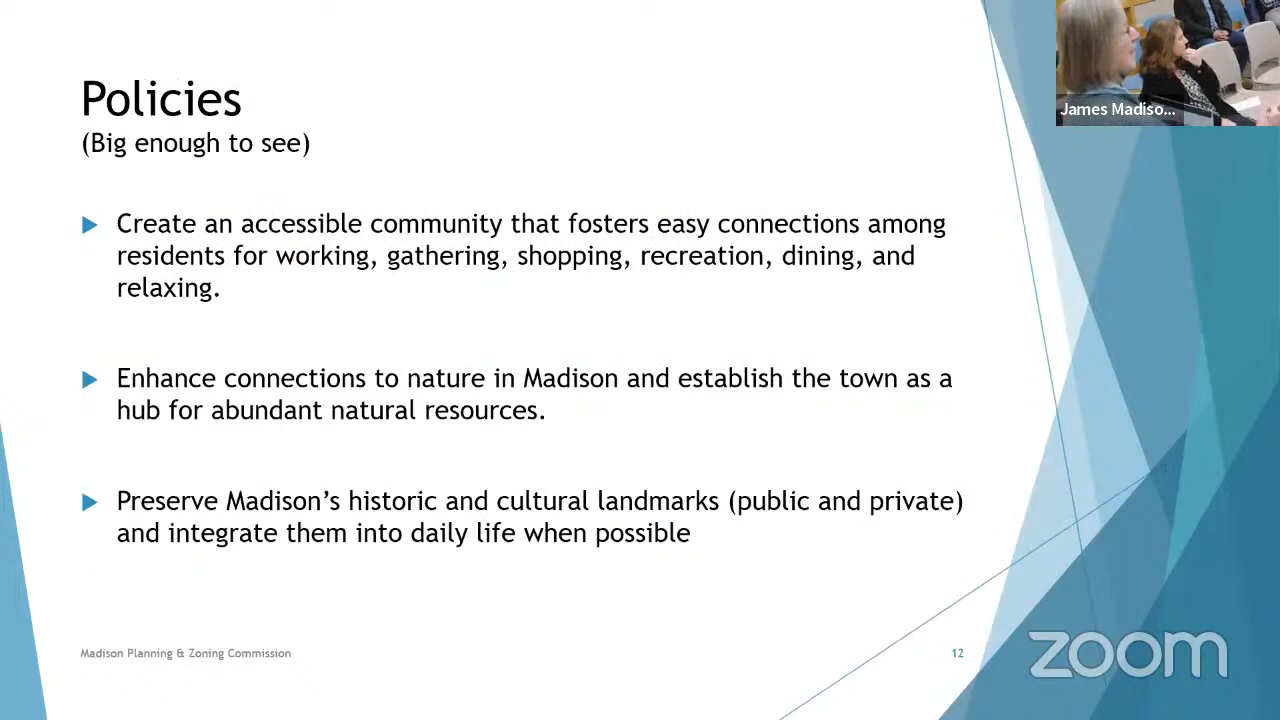 Policies
(Big enough to see)
Create an accessible community that fosters easy connections among
residents for working, gathering, shopping, recreation, dining, and
relaxing.
Enhance connections to nature in Madison and establish the town as a
hub for abundant natural resources.
Preserve Madison’s historic and cultural landmarks (public and private)
and integrate them into daily life when possible
Madison Planning & Zoning Commission
12
James Madiso...
zoom